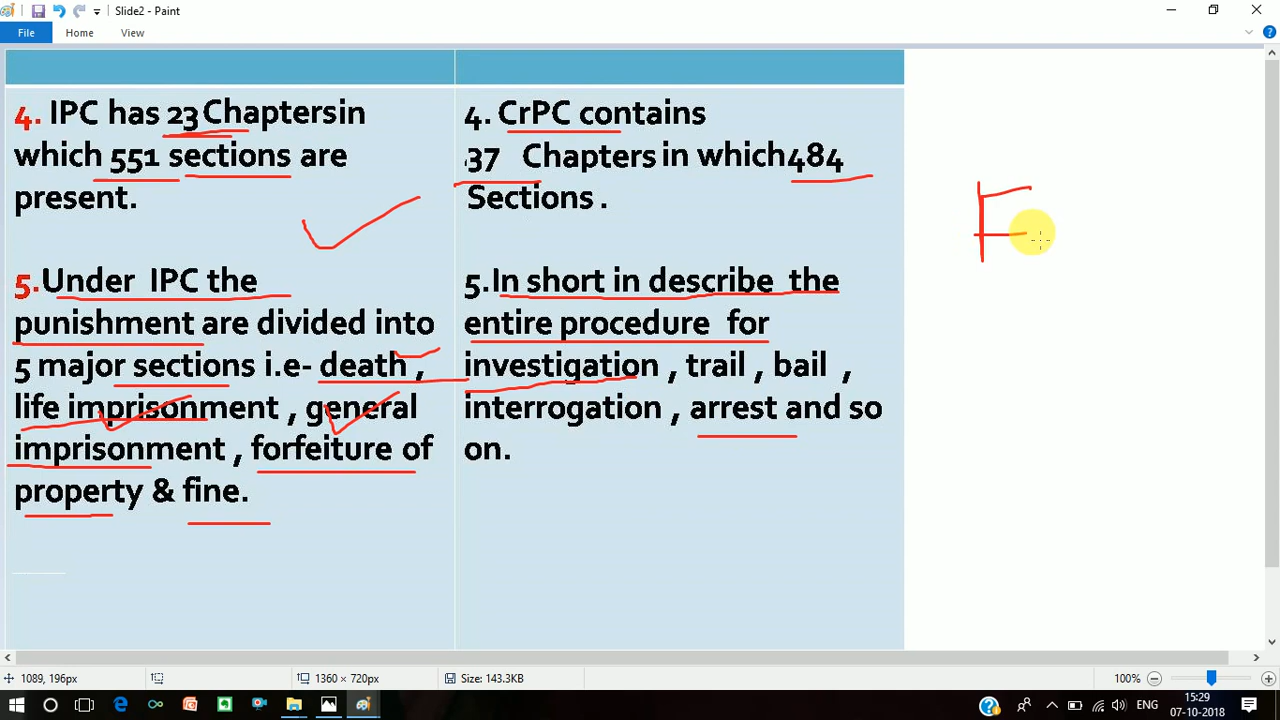 Slide2 - Paint
File Home View
4. IPC has 23 Chaptersin
which 551 sections are
present.
5.Under IPC the
punishment are divided into
5 major sections i.e- death ,
life imprisonment , general
imprisonment , forfeiture of
property & fine.
4. CrPC contains
37 Chapters in which484
Sections .
5.In short in describe the
entire procedure for
investigation , trail , bail ,
interrogation , arrest and so
on.
F
1089, 196px
1360 × 720px
Size: 143.3KB
100%
ENG
15:29
07-10-2018